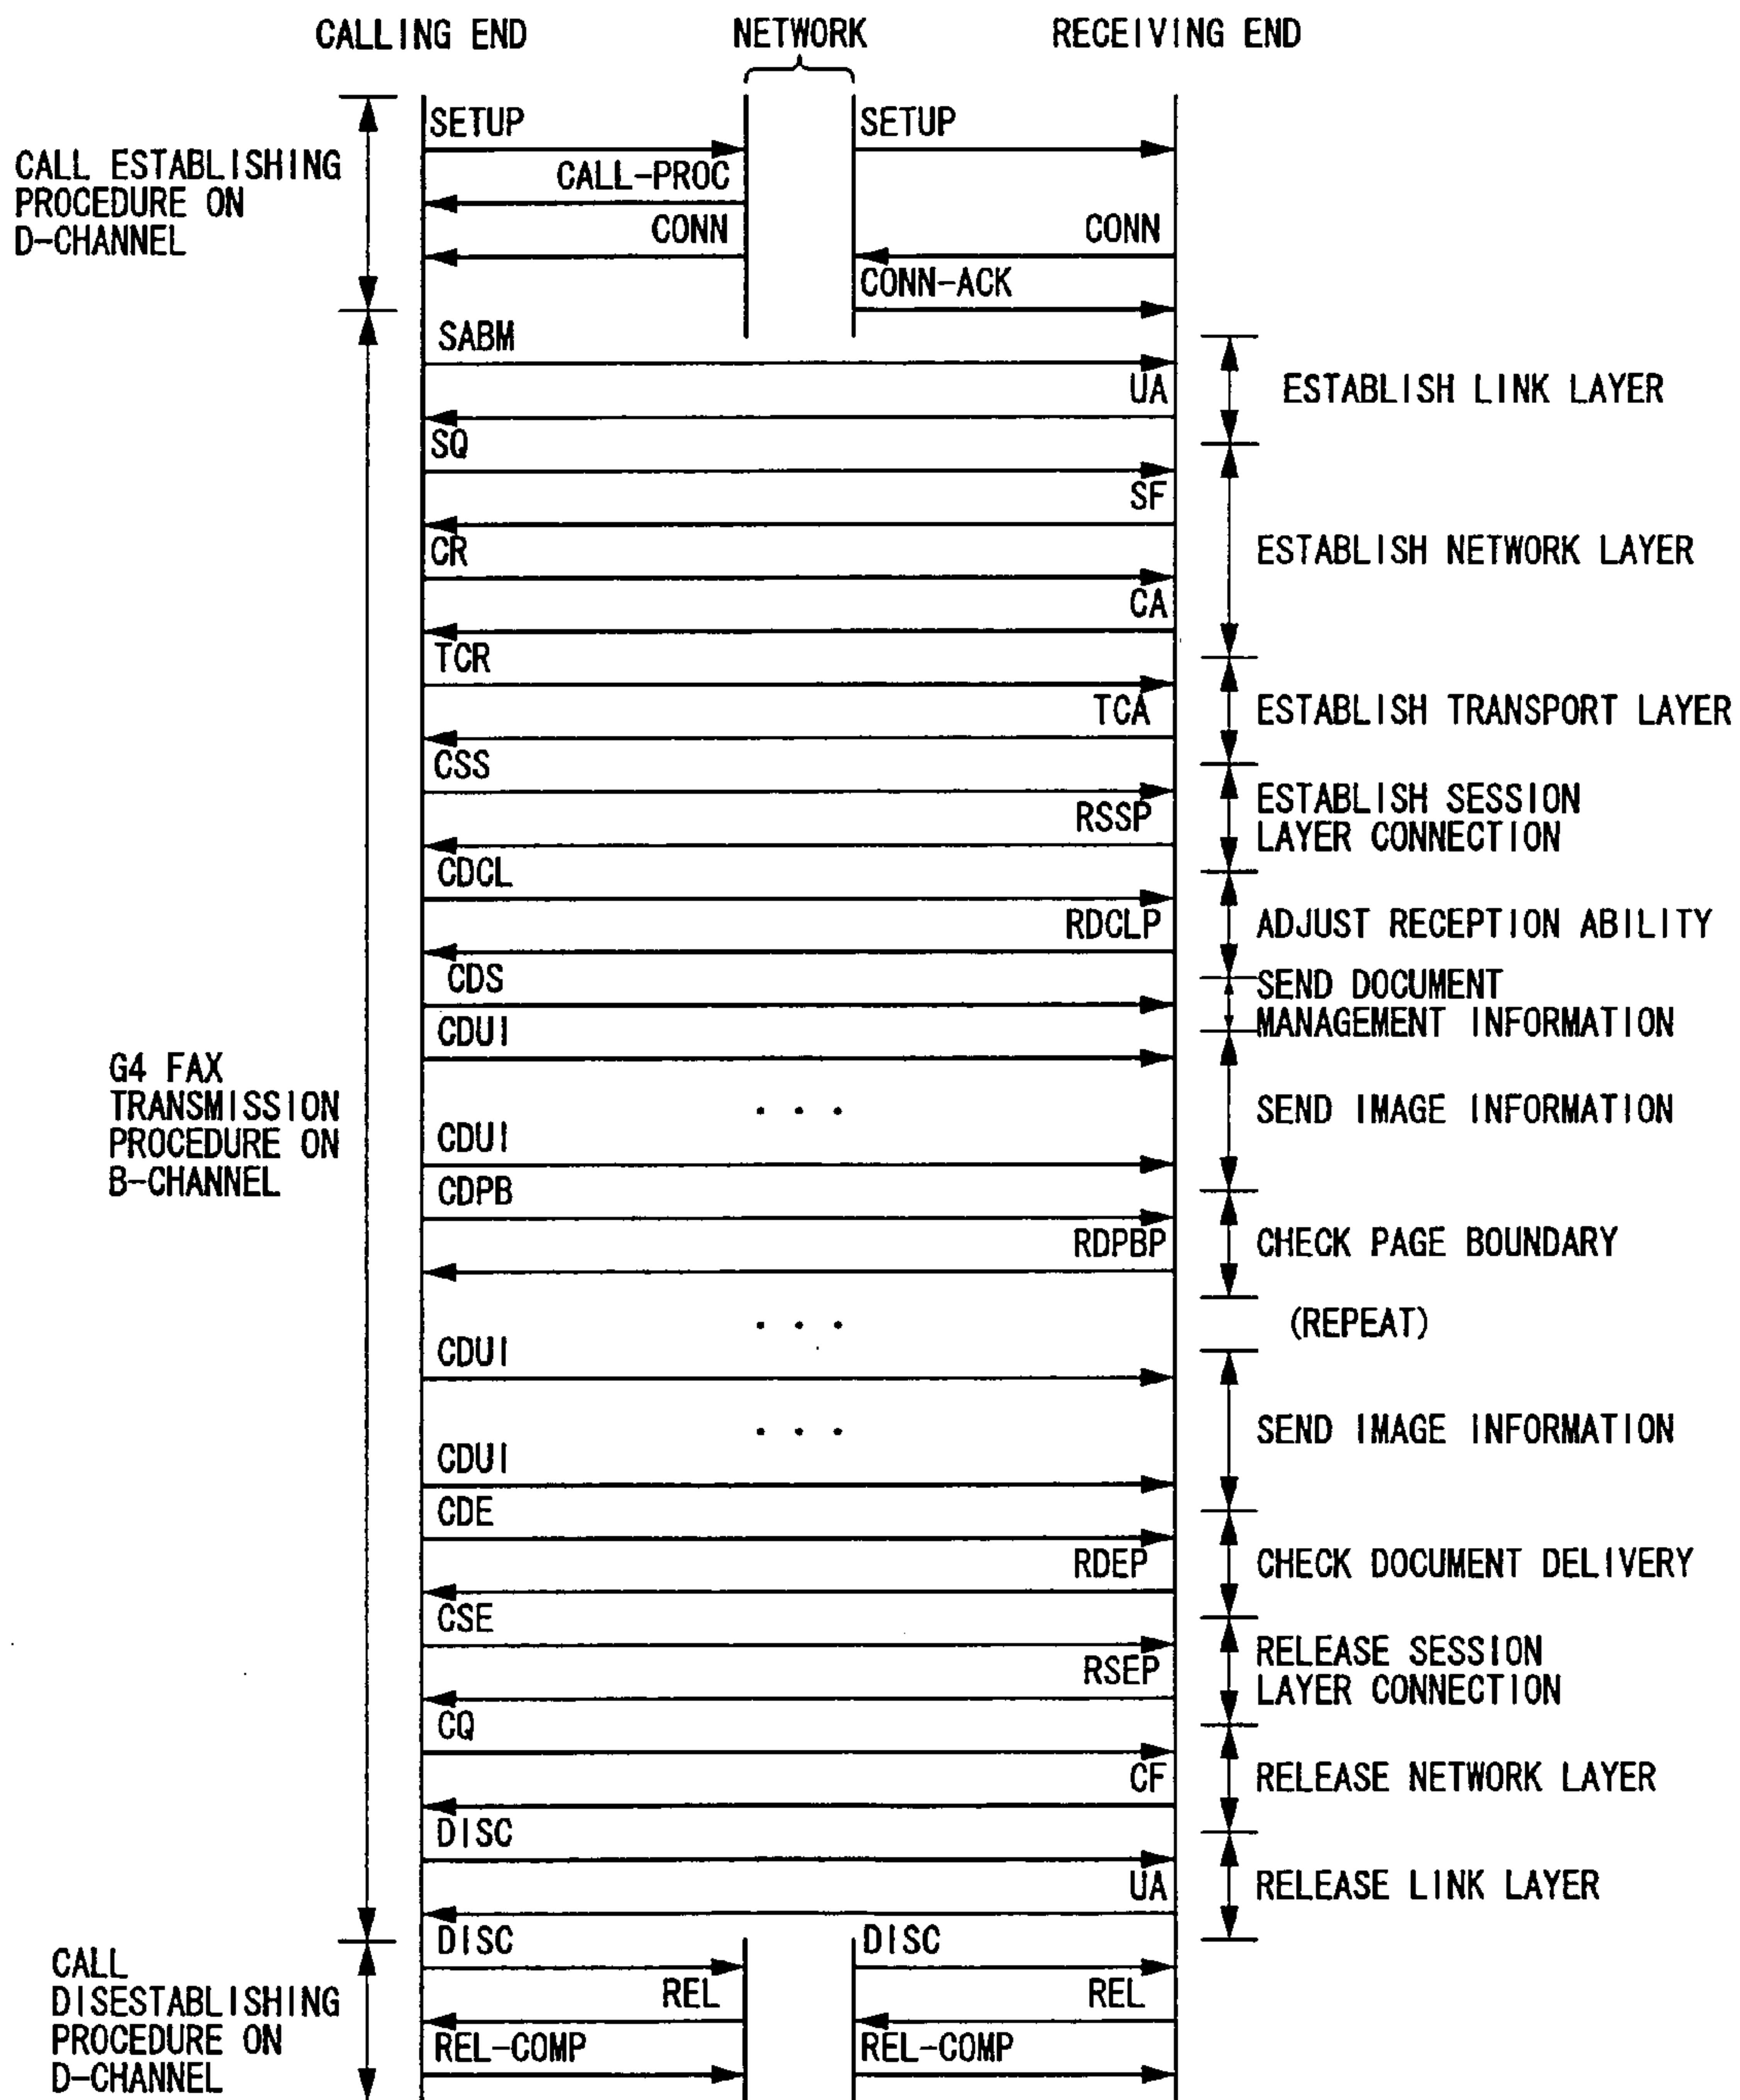 CALLING END
NETWORK
RECEIVING END
SETUP
SETUP
CALL ESTABLISHING
PROCEDURE ON
D-CHANNEL
CALL-PROC
CONN
CONN
CONN-ACK
SABM
UA
ESTABLISH LINK LAYER
SQ
SF
ESTABLISH NETWORK LAYER
CR
CA
TCR
TCA
ESTABLISH TRANSPORT LAYER
CSS
RSSP
ESTABLISH SESSION
LAYER CONNECTION
CDCL
RDCLP
ADJUST RECEPTION ABILITY
CDS
SEND DOCUMENT
MANAGEMENT INFORMATION
CDUI
G4 FAX
TRANSMISSION
PROCEDURE ON
B-CHANNEL
...
SEND IMAGE INFORMATION
CDUI
CDPB
RDPBP
CHECK PAGE BOUNDARY
...
(REPEAT)
CDUI
...
SEND IMAGE INFORMATION
CDUI
CDE
RDEP
CHECK DOCUMENT DELIVERY
CSE
RSEP
RELEASE SESSION
LAYER CONNECTION
CQ
CF
RELEASE NETWORK LAYER
DISC
UA
RELEASE LINK LAYER
DISC
DISC
CALL
DISESTABLISHING
PROCEDURE ON
D-CHANNEL
REL
REL
REL-COMP
REL-COMP